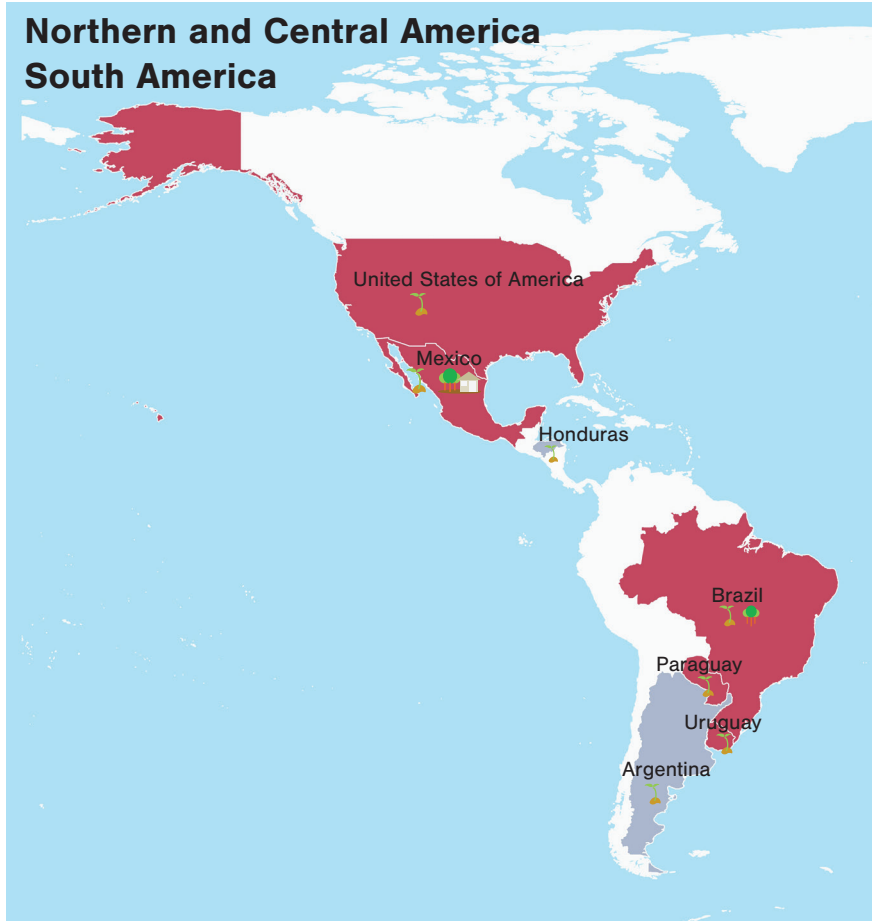 Northern and Central America
South America
United States of America
Mexico
Honduras
Brazil
Paraguay
Uruguay
Argentina